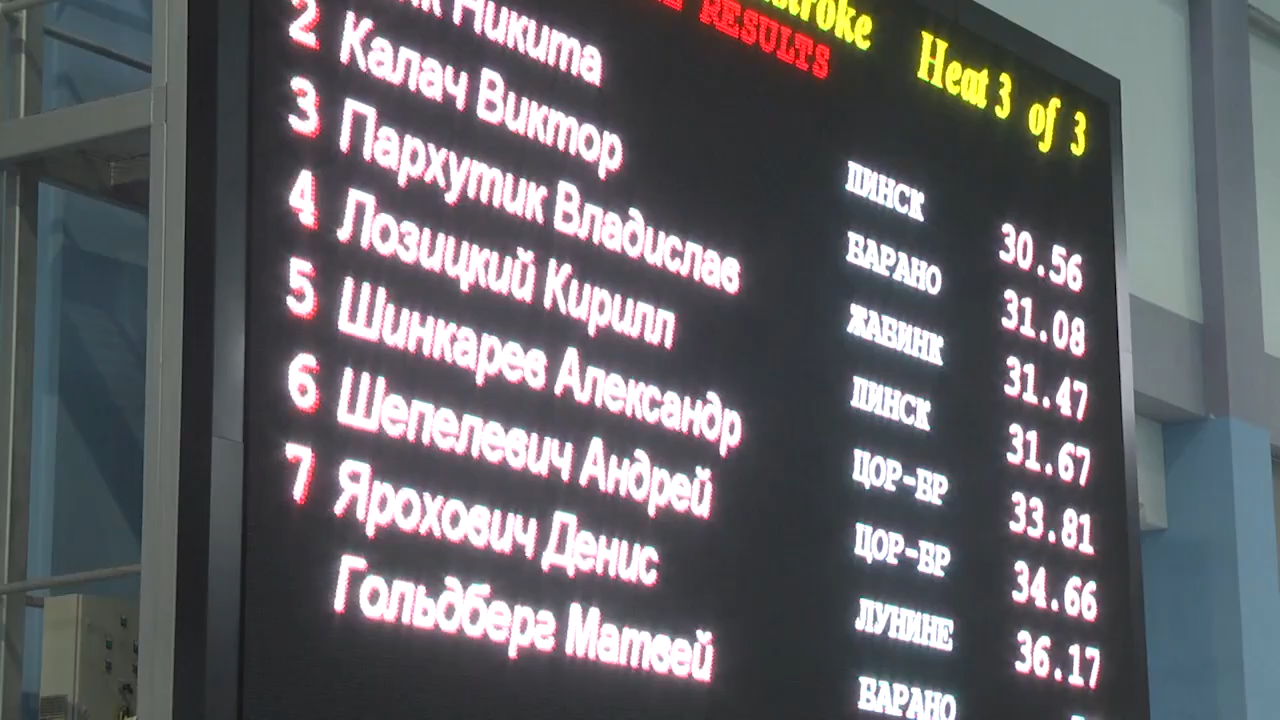 Heat 3 of 3
RESULTS
Никита ПИНСК 30.56
2 Калач Виктор БАРАНО 31.08
3 Пархутик Владислав ЖАБИНК 31.47
4 Лозицкий Кирилл ПИНСК 31.67
5 Шинкарев Александр ЦОР-БР 33.81
6 Шепелевич Андрей ЦОР-БР 34.66
7 Ярохович Денис ЛУНИНЕ 36.17
Гольдберг Матвей БАРАНО